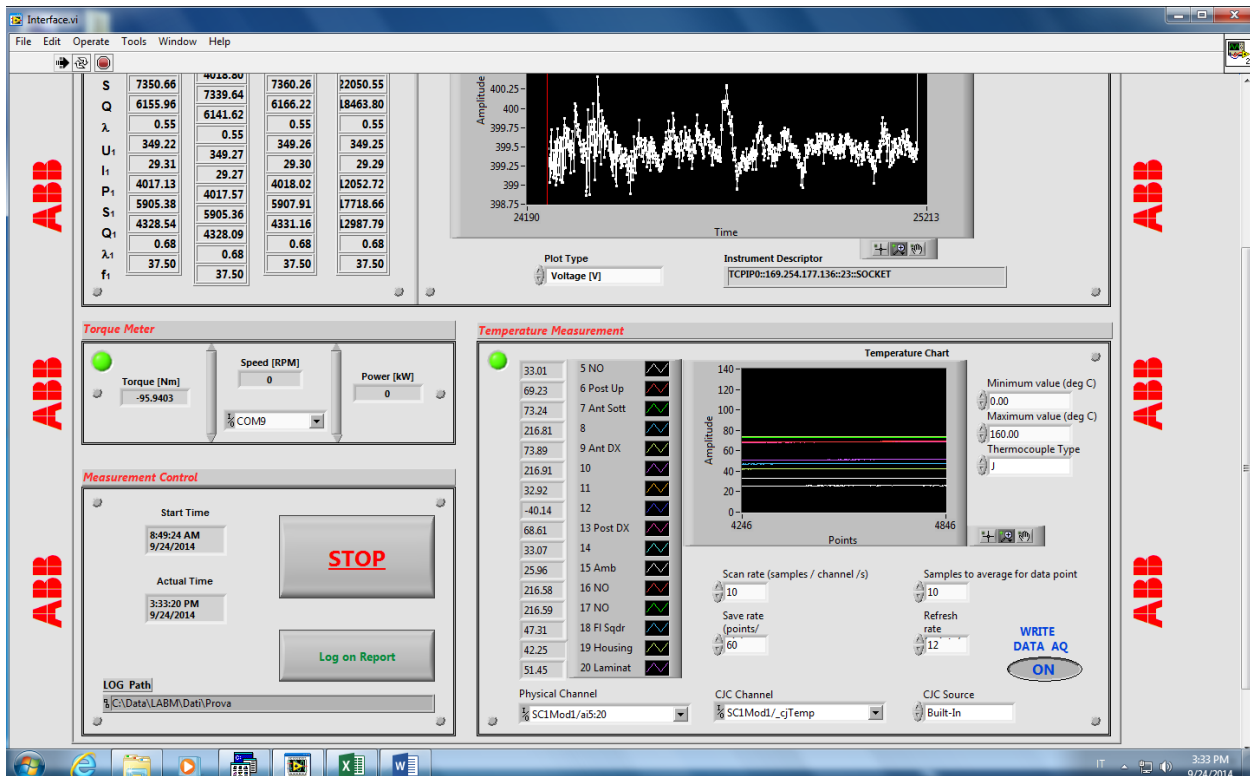 Interface.vi
File Edit Operate Tools Window Help
S 7350.66 7339.64 7360.26 22050.55
Q 6155.96 6141.62 6166.22 18463.80
λ 0.55 0.55 0.55 0.55
U1 349.22 349.27 349.26 349.25
I1 29.31 29.27 29.30 29.29
P1 4017.13 4017.57 4018.02 12052.72
S1 5905.38 5905.36 5907.91 17718.66
Q1 4328.54 4328.09 4331.16 12987.79
λ1 0.68 0.68 0.68 0.68
f1 37.50 37.50 37.50 37.50
Amplitude
400.25
400
399.75
399.5
399.25
399
398.75
24190 25213
Time
Plot Type
Voltage [V]
Instrument Descriptor
TCPIP0::169.254.177.136::23::SOCKET
ABB
ABB
ABB
ABB
ABB
ABB
Torque Meter
Torque [Nm]
-95.9403
Speed [RPM]
0
COM9
Power [kW]
0
Measurement Control
Start Time
8:49:24 AM
9/24/2014
Actual Time
3:33:20 PM
9/24/2014
STOP
Log on Report
LOG Path
C:\Data\LABM\Dati\Prova
Temperature Measurement
33.01 5 NO
69.23 6 Post Up
73.24 7 Ant Sott
216.81 8
73.89 9 Ant DX
216.91 10
32.92 11
-40.14 12
68.61 13 Post DX
33.07 14
25.96 15 Amb
216.58 16 NO
216.59 17 NO
47.31 18 Fl Sqdr
42.25 19 Housing
51.45 20 Laminat
Temperature Chart
Amplitude
140
120
100
80
60
40
20
0
4246 4846
Points
Minimum value (deg C)
0.00
Maximum value (deg C)
160.00
Thermocouple Type
J
Scan rate (samples / channel /s)
10
Samples to average for data point
10
Save rate
(points/
60
Refresh
rate
12
WRITE
DATA AQ
ON
Physical Channel
SC1Mod1/ai5:20
CJC Channel
SC1Mod1/_cjTemp
CJC Source
Built-In
IT
3:33 PM
9/24/2014